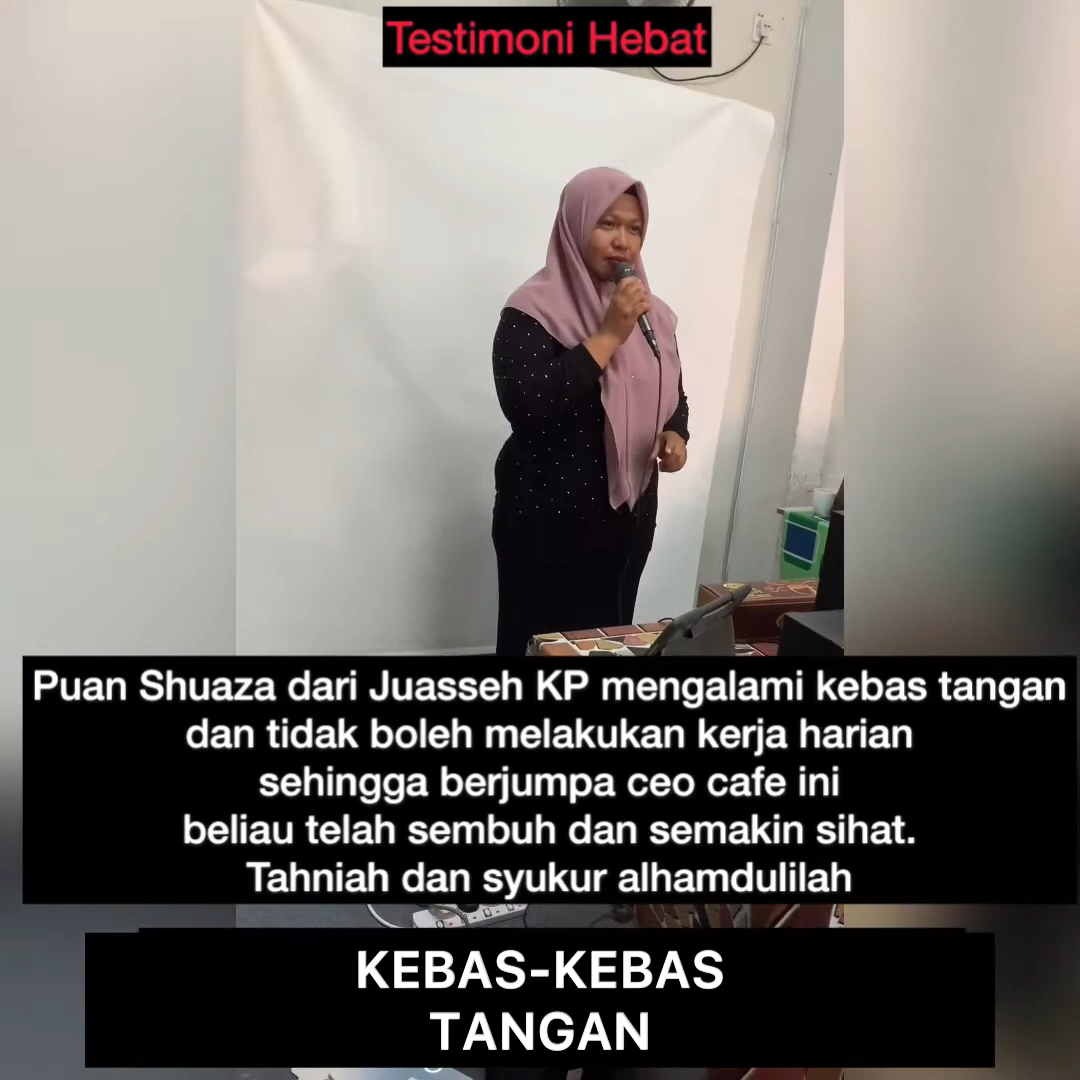 Testimoni Hebat
Puan Shuaza dari Juasseh KP mengalami kebas tangan
dan tidak boleh melakukan kerja harian
sehingga berjumpa ceo cafe ini
beliau telah sembuh dan semakin sihat.
Tahniah dan syukur alhamdulilah
KEBAS-KEBAS
TANGAN